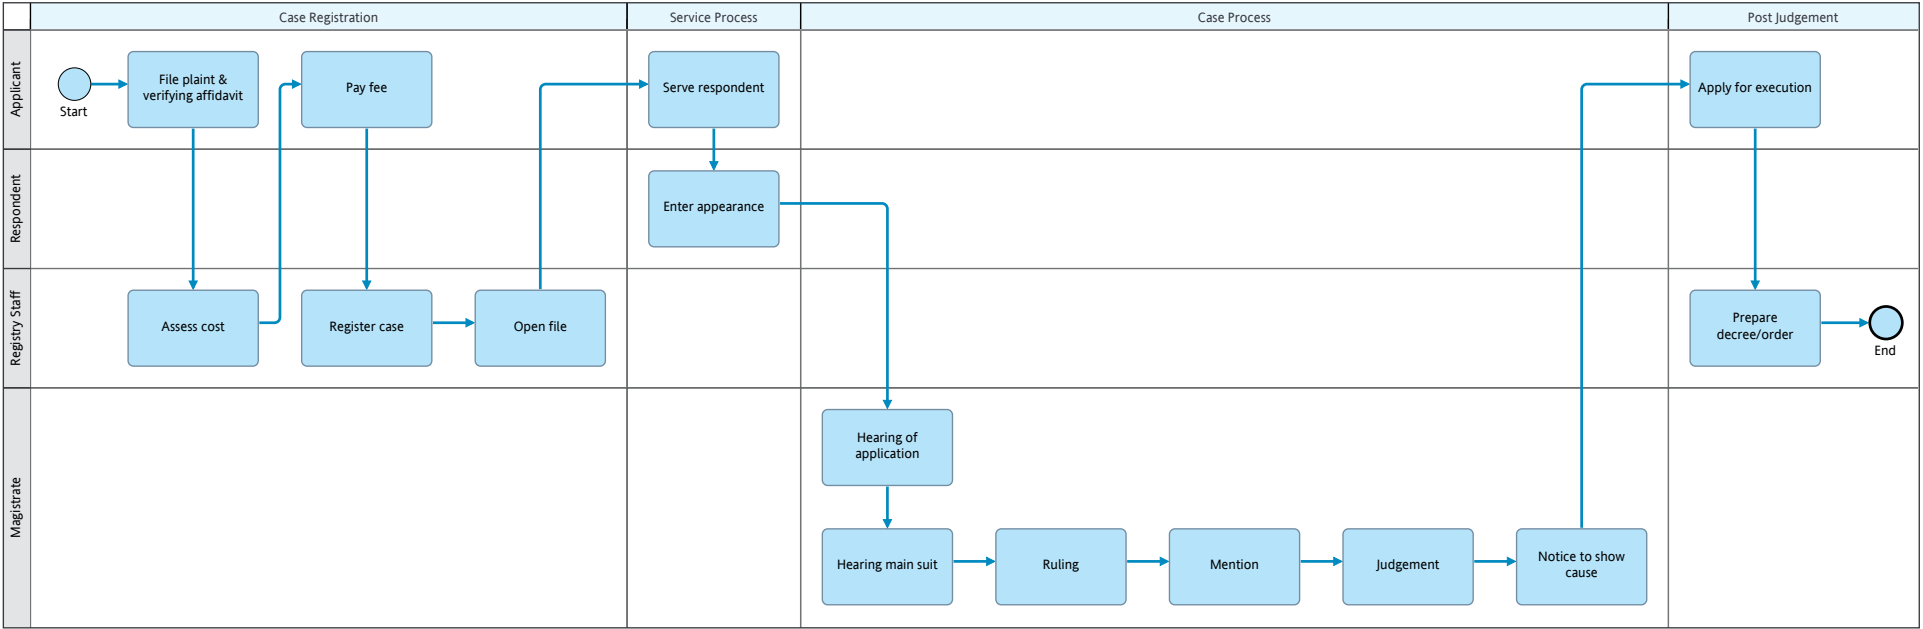 Case Registration
Service Process
Case Process
Post Judgement
Applicant
Start
File plaint &
verifying affidavit
Pay fee
Serve respondent
Apply for execution
Respondent
Enter appearance
Registry Staff
Assess cost
Register case
Open file
Prepare
decree/order
End
Magistrate
Hearing of
application
Hearing main suit
Ruling
Mention
Judgement
Notice to show
cause